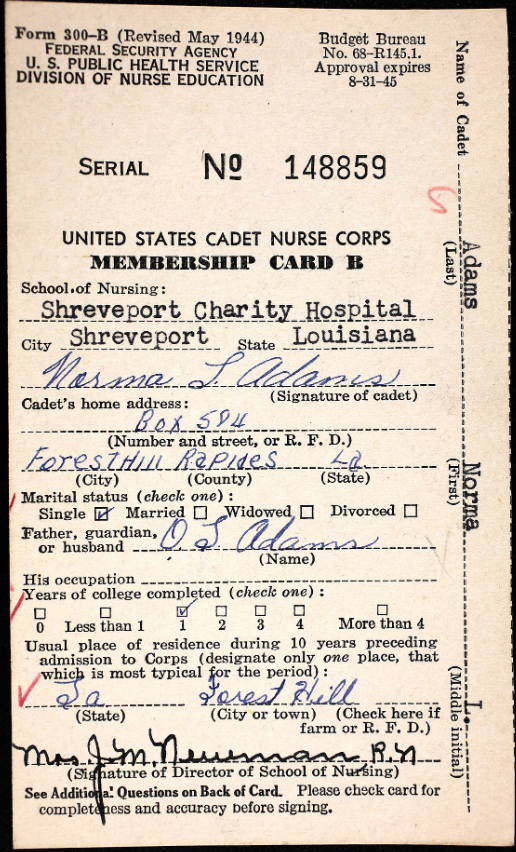 Form 300-B (Revised May 1944)
FEDERAL SECURITY AGENCY
U. S. PUBLIC HEALTH SERVICE
DIVISION OF NURSE EDUCATION
Budget Bureau
No. 68-R145.1.
Approval expires
8-31-45
SERIAL Nº 148859
UNITED STATES CADET NURSE CORPS
MEMBERSHIP CARD B
School of Nursing:
Shreveport Charity Hospital
City Shreveport State Louisiana
Norma L. Adams
(Signature of cadet)
Cadet's home address:
Box 584
(Number and street, or R. F. D.)
ForestHill Rapides La.
(City) (County) (State)
Marital status (check one):
Single ☑ Married ☐ Widowed ☐ Divorced ☐
Father, guardian, or husband O. L. Adams
(Name)
His occupation
Years of college completed (check one):
☐ ☐ ☑ ☐ ☐ ☐ ☐
0 Less than 1 1 2 3 4 More than 4
Usual place of residence during 10 years preceding
admission to Corps (designate only one place, that
which is most typical for the period):
La Forest Hill
(State) (City or town) (Check here if
farm or R. F. D.)
Mrs. J. M. Newman R.N
(Signature of Director of School of Nursing)
See Additional Questions on Back of Card. Please check card for
completeness and accuracy before signing.
Name of Cadet Adams Norma L.
(Last) (First) (Middle initial)